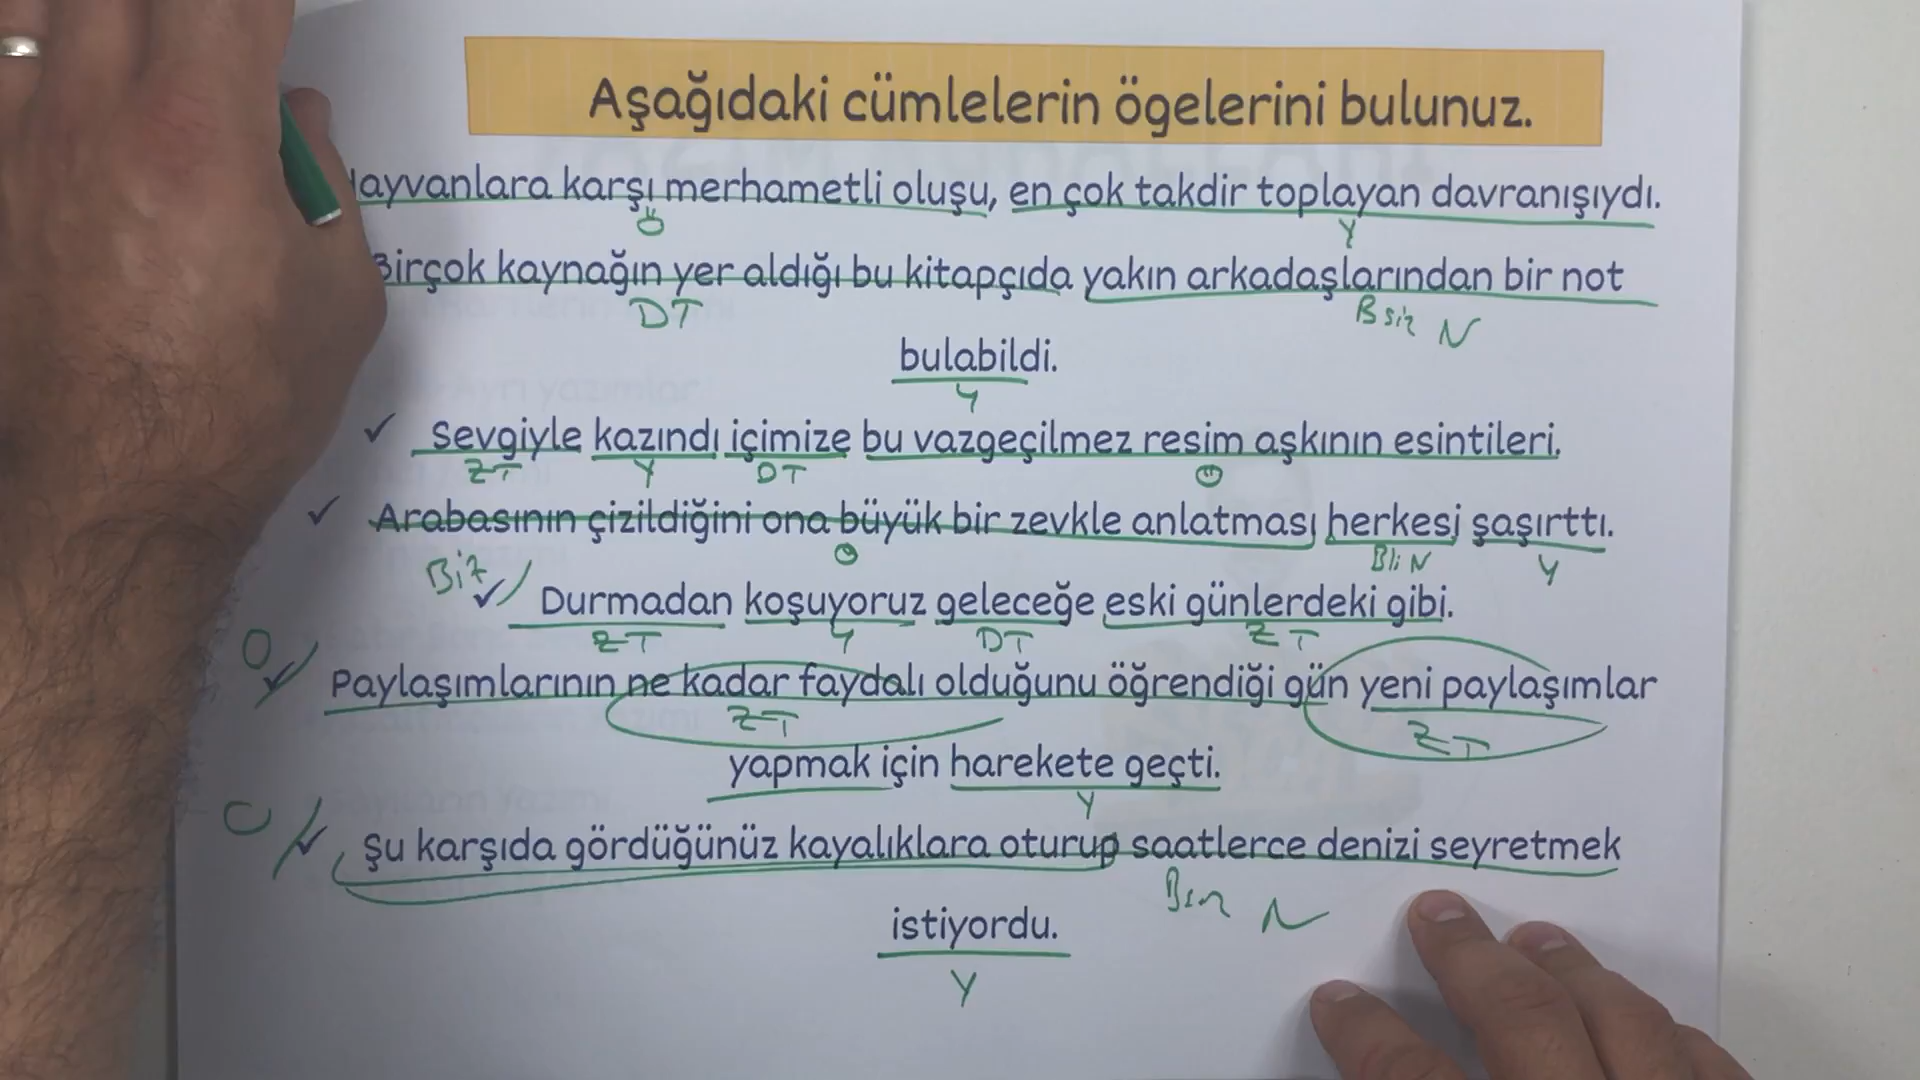 Aşağıdaki cümlelerin ögelerini bulunuz.
ayvanlara karşı merhametli oluşu, en çok takdir toplayan davranışıydı.
Ö Y
Birçok kaynağın yer aldığı bu kitapçıda yakın arkadaşlarından bir not
DT Bsiz N
bulabildi.
Y
✓ Sevgiyle kazındı içimize bu vazgeçilmez resim aşkının esintileri.
ZT Y DT Ö
✓ Arabasının çizildiğini ona büyük bir zevkle anlatması herkesi şaşırttı.
Ö Bli N Y
Biz
✓ Durmadan koşuyoruz geleceğe eski günlerdeki gibi.
ZT Y DT ZT
O
✓ Paylaşımlarının ne kadar faydalı olduğunu öğrendiği gün yeni paylaşımlar
ZT ZT
yapmak için harekete geçti.
Y
O
✓ Şu karşıda gördüğünüz kayalıklara oturup saatlerce denizi seyretmek
Bsiz N
istiyordu.
Y